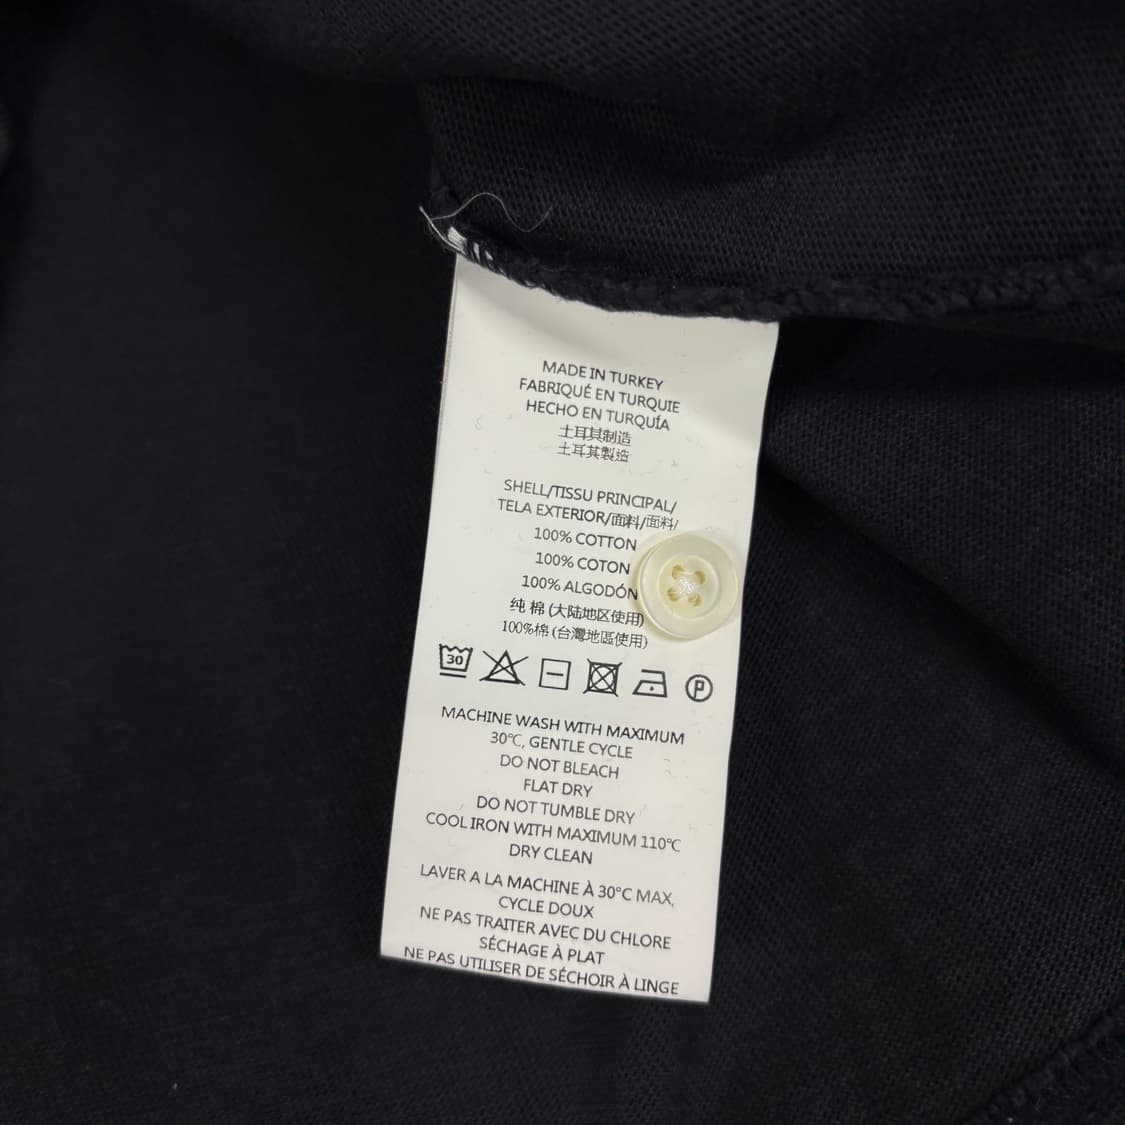 MADE IN TURKEY
FABRIQUÉ EN TURQUIE
HECHO EN TURQUÍA
土耳其制造
土耳其製造
SHELL/TISSU PRINCIPAL/
TELA EXTERIOR/面料/面料/
100% COTTON
100% COTON
100% ALGODÓN
纯 棉 (大陆地区使用)
100%棉 (台灣地區使用)
30
P
MACHINE WASH WITH MAXIMUM
30℃, GENTLE CYCLE
DO NOT BLEACH
FLAT DRY
DO NOT TUMBLE DRY
COOL IRON WITH MAXIMUM 110℃
DRY CLEAN
LAVER A LA MACHINE À 30°C MAX,
CYCLE DOUX
NE PAS TRAITER AVEC DU CHLORE
SÉCHAGE À PLAT
NE PAS UTILISER DE SÉCHOIR À LINGE